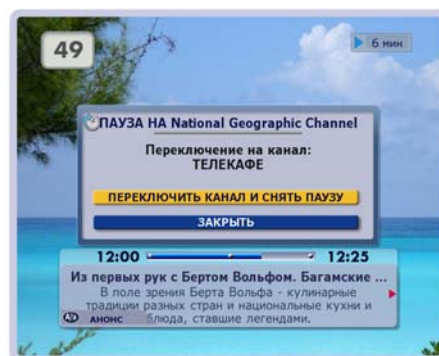 49
6 мин
ПАУЗА НА National Geographic Channel
Переключение на канал:
ТЕЛЕКАФЕ
ПЕРЕКЛЮЧИТЬ КАНАЛ И СНЯТЬ ПАУЗУ
ЗАКРЫТЬ
12:00 12:25
Из первых рук с Бертом Вольфом. Багамские ...
В поле зрения Берта Вольфа - кулинарные
традиции разных стран и национальные кухни и
АНОНС блюда, ставшие легендами.